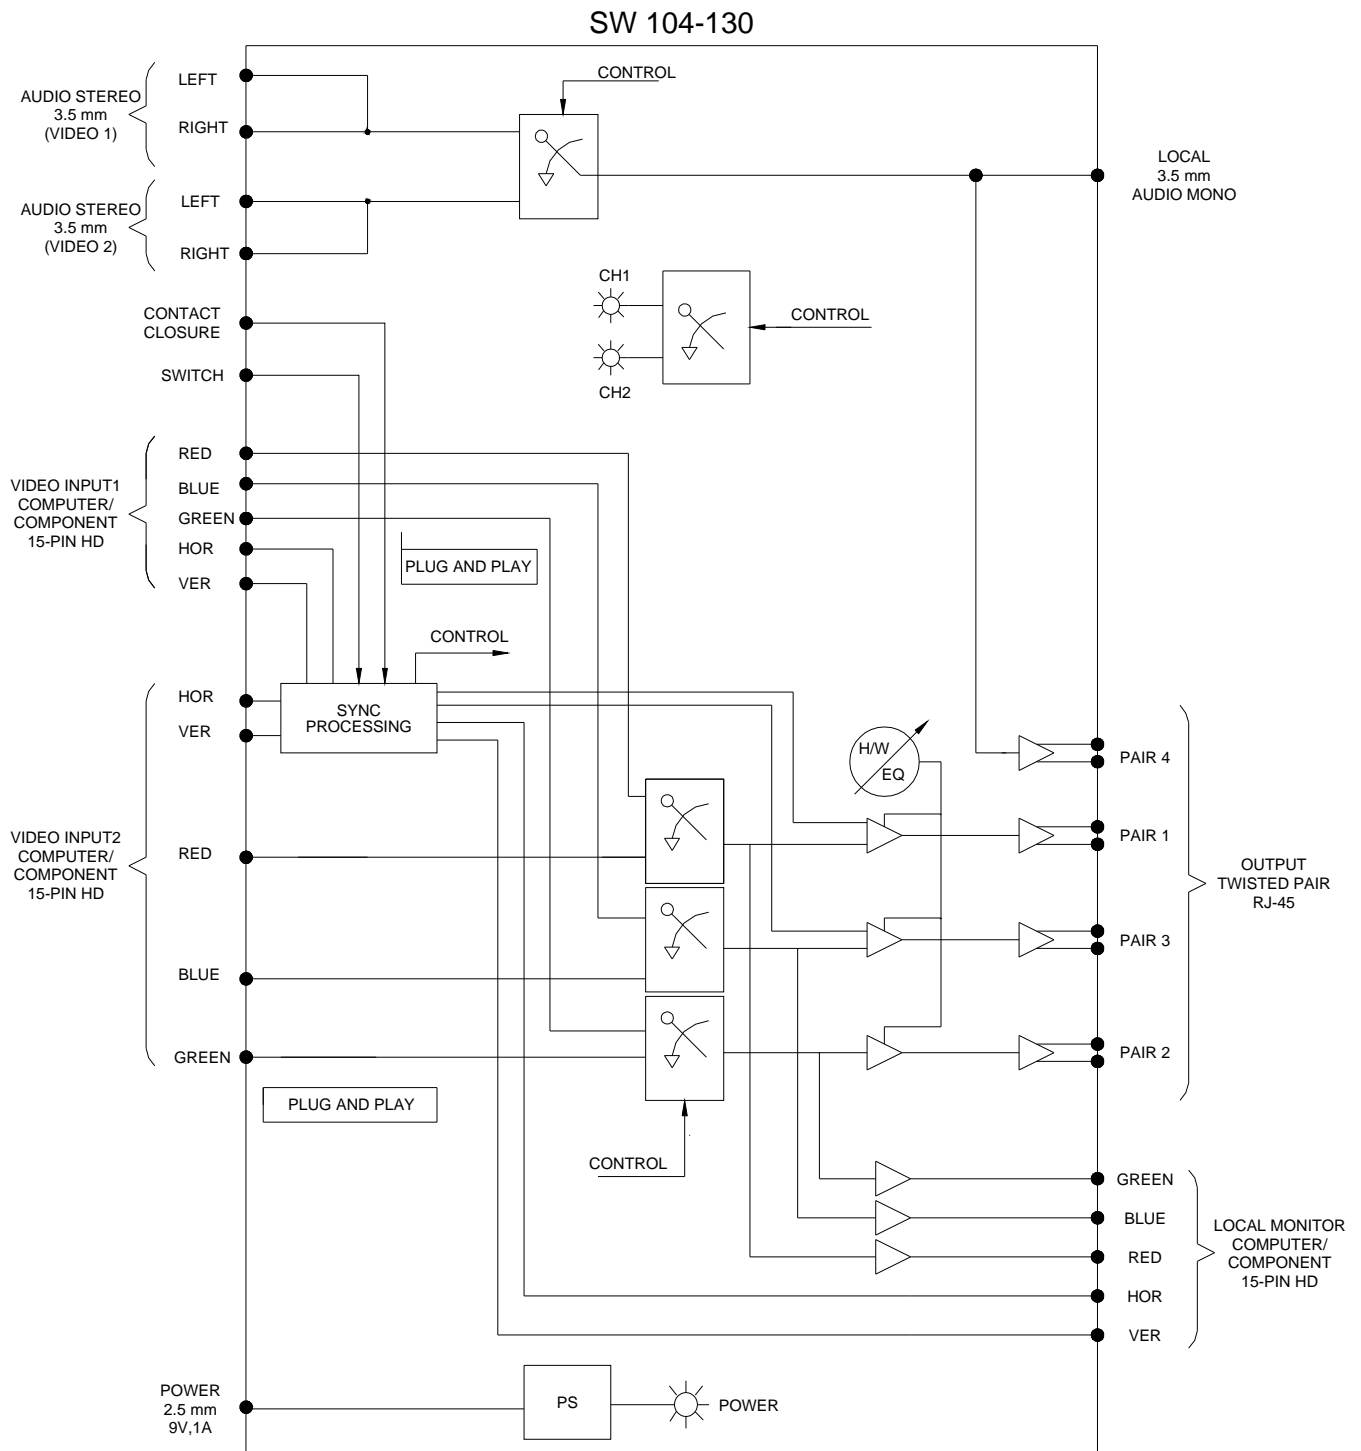 SW 104-130
LEFT
AUDIO STEREO
3.5 mm
(VIDEO 1)
RIGHT
CONTROL
LOCAL
3.5 mm
AUDIO MONO
LEFT
AUDIO STEREO
3.5 mm
(VIDEO 2)
RIGHT
CH1
CONTROL
CH2
CONTACT
CLOSURE
SWITCH
RED
BLUE
GREEN
HOR
VER
VIDEO INPUT1
COMPUTER/
COMPONENT
15-PIN HD
PLUG AND PLAY
CONTROL
HOR
VER
SYNC
PROCESSING
H/W
EQ
PAIR 4
PAIR 1
PAIR 3
PAIR 2
OUTPUT
TWISTED PAIR
RJ-45
VIDEO INPUT2
COMPUTER/
COMPONENT
15-PIN HD
RED
BLUE
GREEN
PLUG AND PLAY
CONTROL
GREEN
BLUE
RED
HOR
VER
LOCAL MONITOR
COMPUTER/
COMPONENT
15-PIN HD
POWER
2.5 mm
9V,1A
PS
POWER